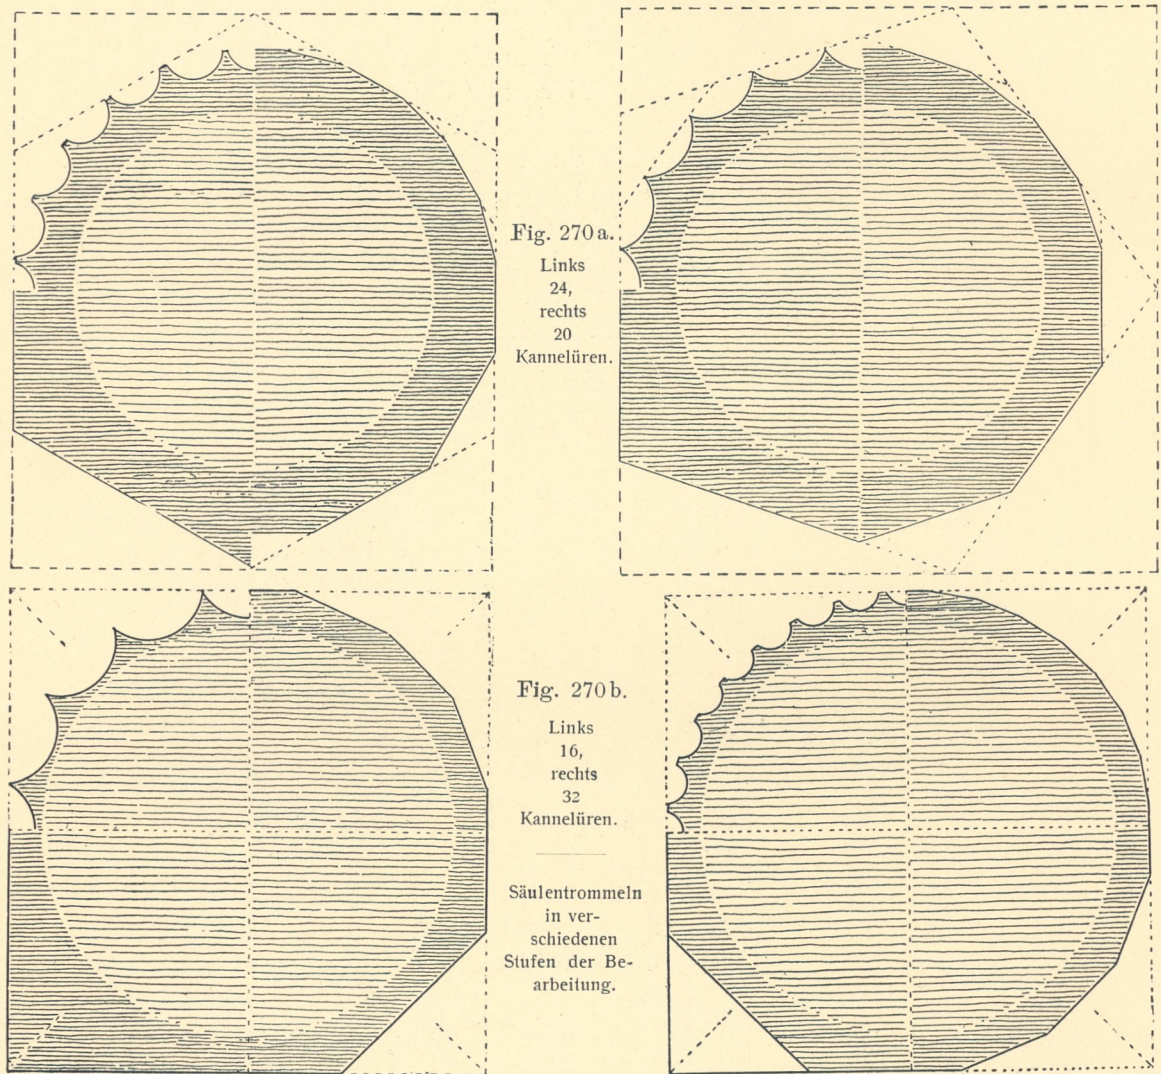 Fig. 270 a.
Links
24,
rechts
20
Kannelüren.
Fig. 270 b.
Links
16,
rechts
32
Kannelüren.
Säulentrommeln
in ver-
schiedenen
Stufen der Be-
arbeitung.